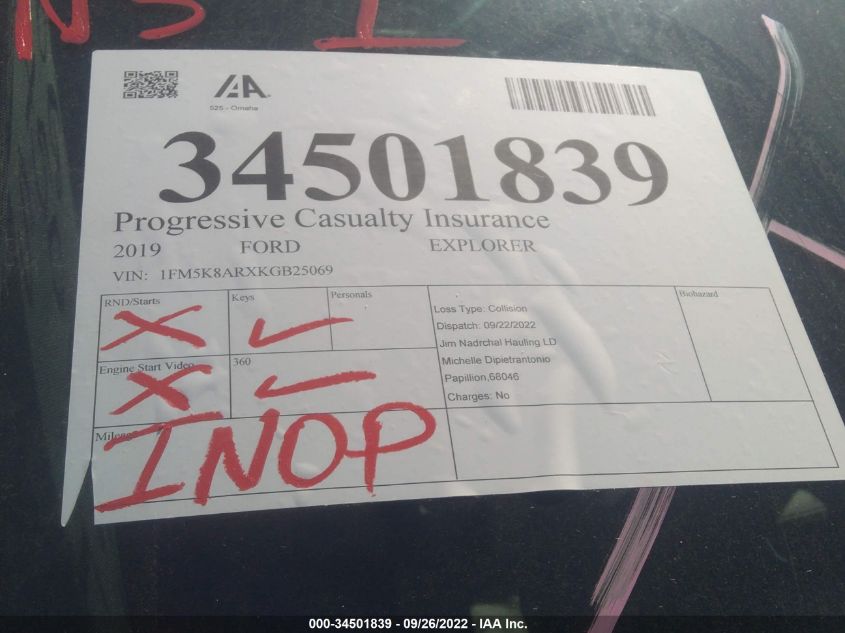 NS I
IAA
525 - Omaha
34501839
Progressive Casualty Insurance
2019 FORD EXPLORER
VIN: 1FM5K8ARXKGB25069
RND/Starts Keys Personals
Loss Type: Collision
Biohazard
Dispatch: 09/22/2022
Jim Nadrchal Hauling LD
Engine Start Video 360
Michelle Dipietrantonio
Papillion,68046
Charges: No
Mileage
INOP
000-34501839 - 09/26/2022 - IAA Inc.